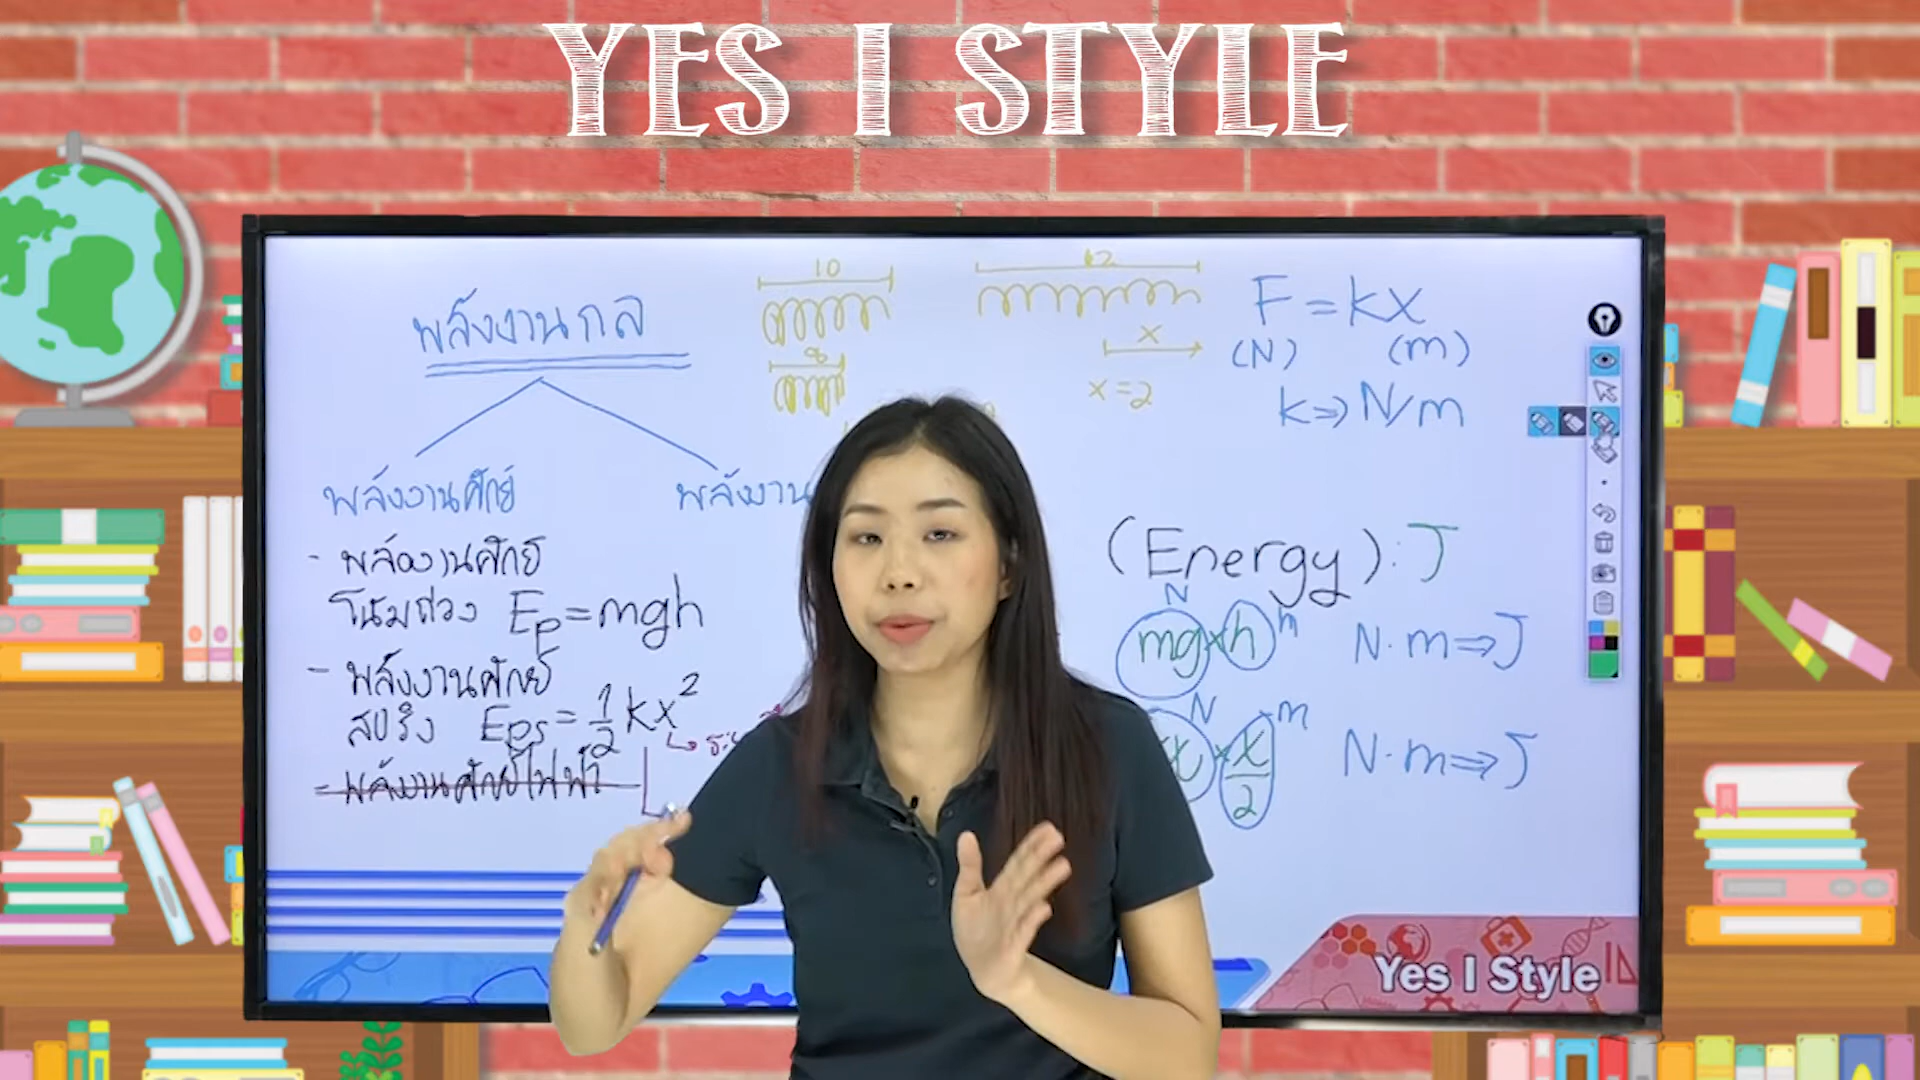 YES I STYLE
พลังงานกล
พลังงานศักย์
พลังงาน
- พลังงานศักย์
โน้มถ่วง Ep=mgh
- พลังงานศักย์
สปริง Eps=1/2 kx²
- พลังงานศักย์ไฟฟ้า
10
8
12
x
x=2
F=kx
(N) (m)
k⇒N/m
(Energy): J
N
mg×h m N·m⇒J
N m
x × x/2 N·m⇒J
Yes I Style